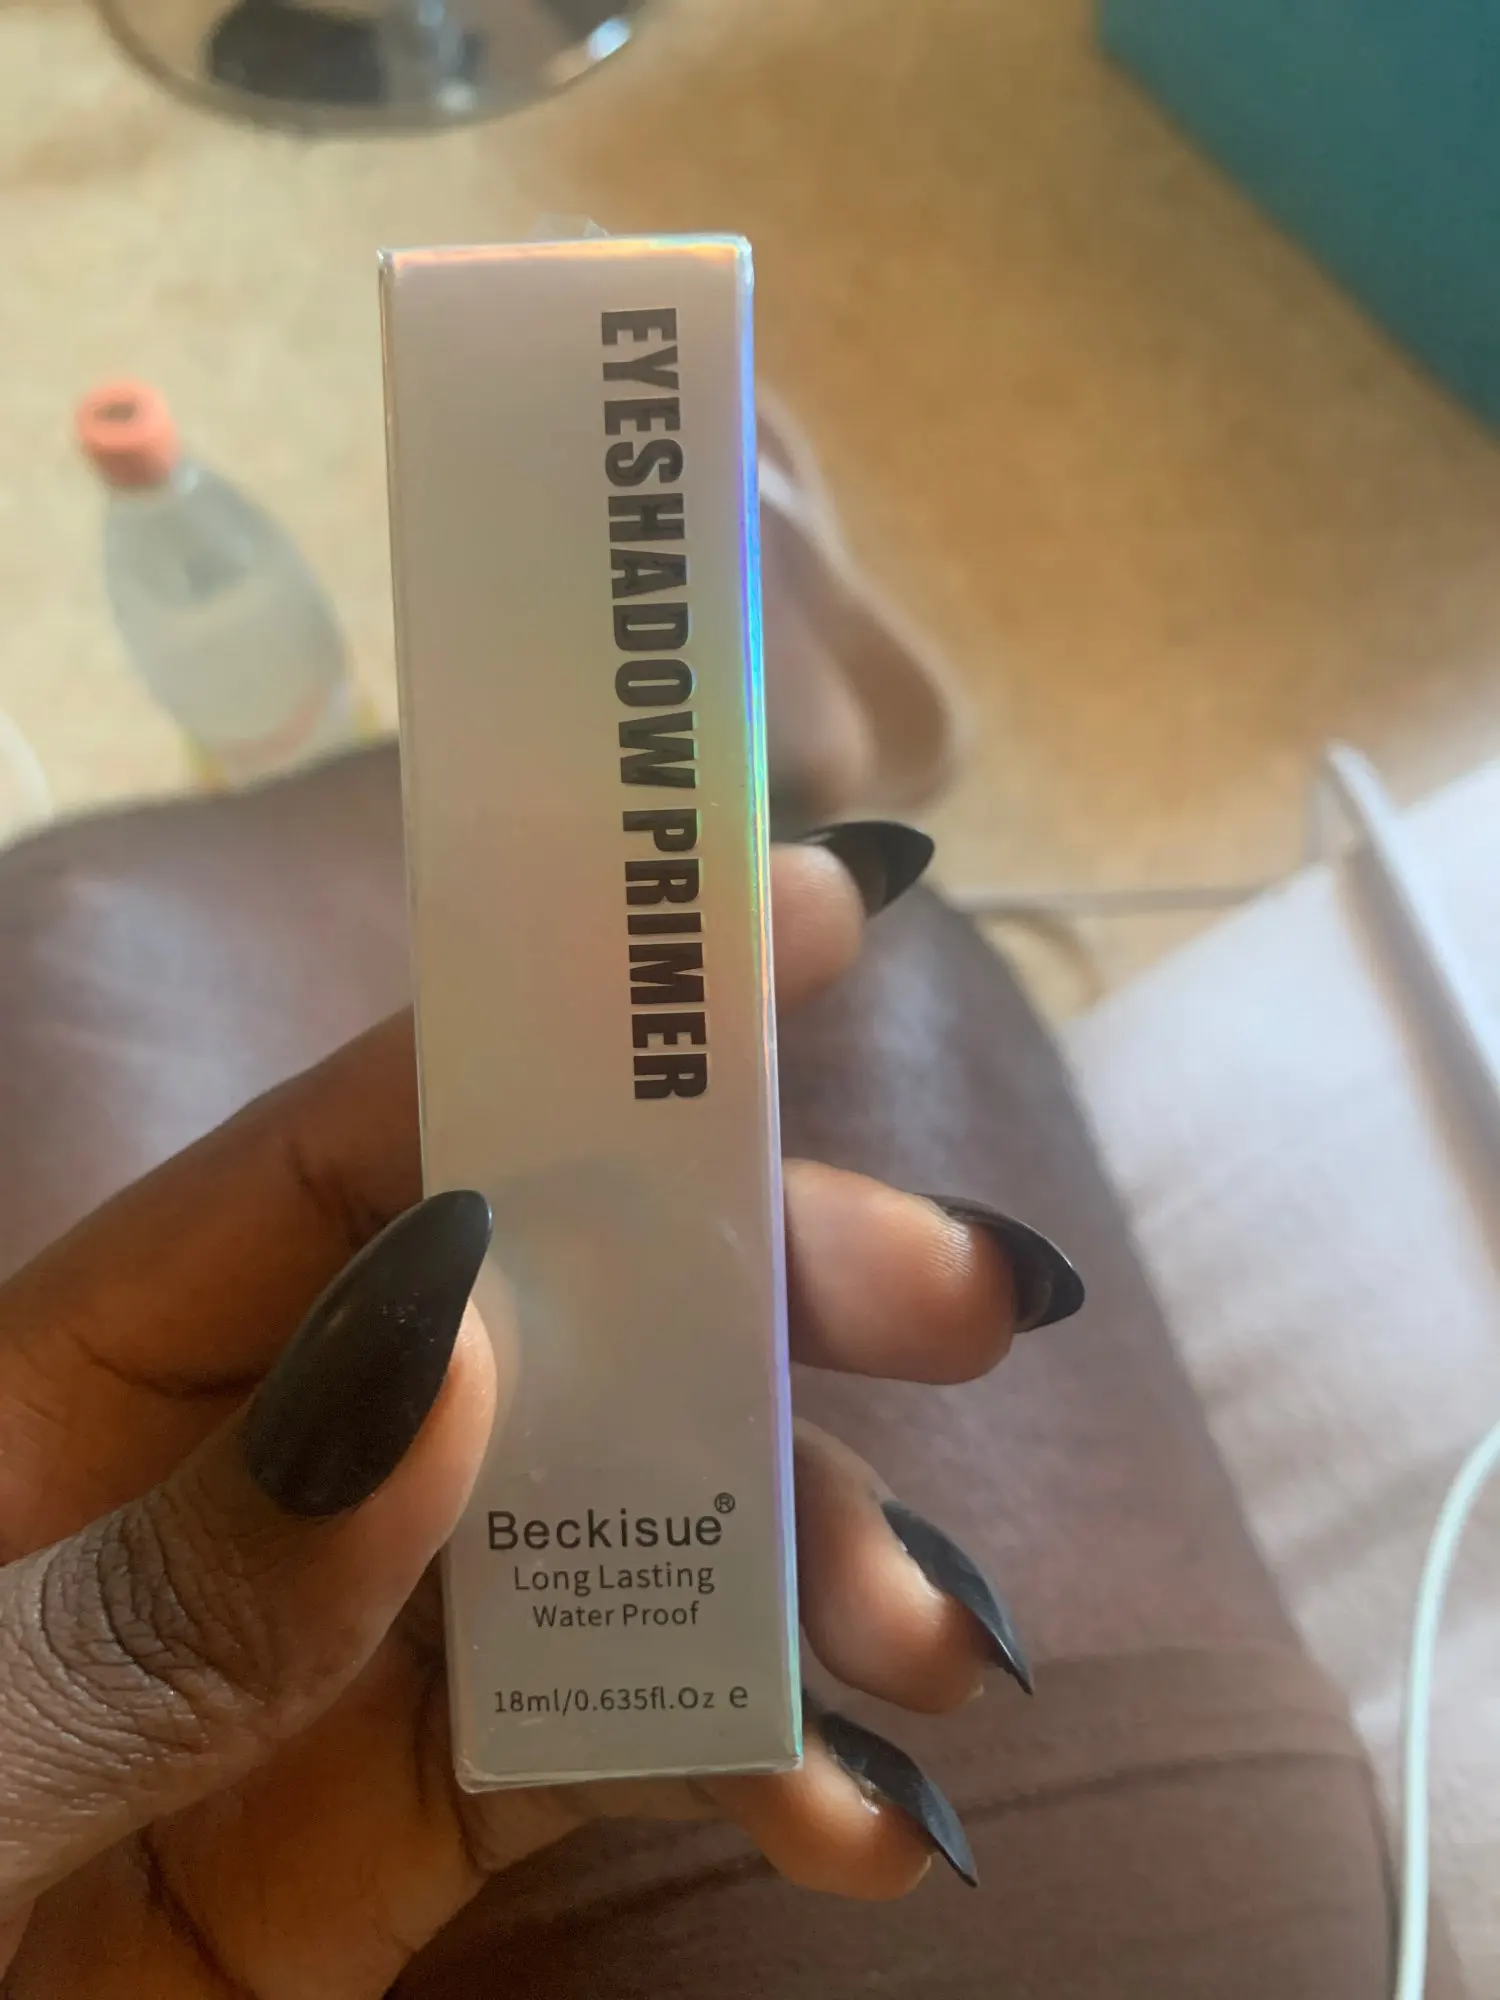 EYESHADOW PRIMER
Beckisue®
Long Lasting
Water Proof
18ml/0.635fl.Oz e